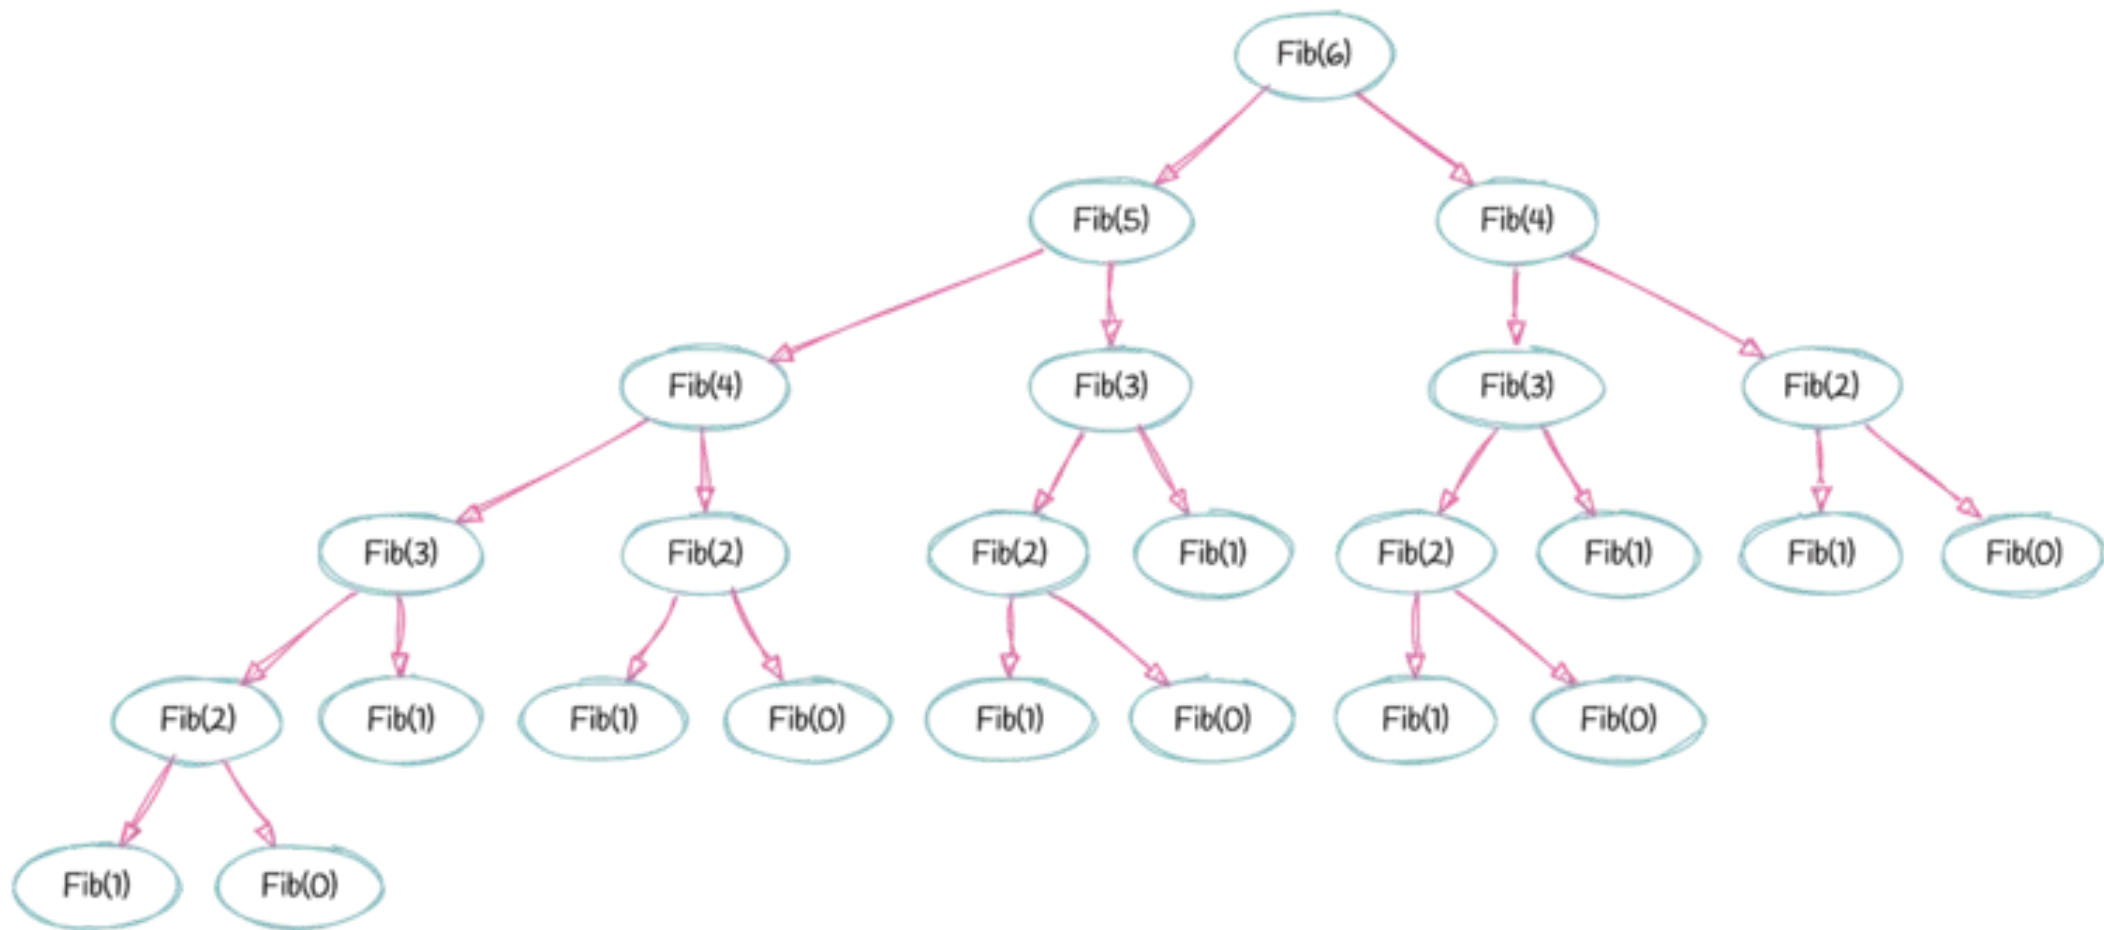 Fib(6)
Fib(5) Fib(4)
Fib(4) Fib(3) Fib(3) Fib(2)
Fib(3) Fib(2) Fib(2) Fib(1) Fib(2) Fib(1) Fib(1) Fib(0)
Fib(2) Fib(1) Fib(1) Fib(0) Fib(1) Fib(0) Fib(1) Fib(0)
Fib(1) Fib(0)